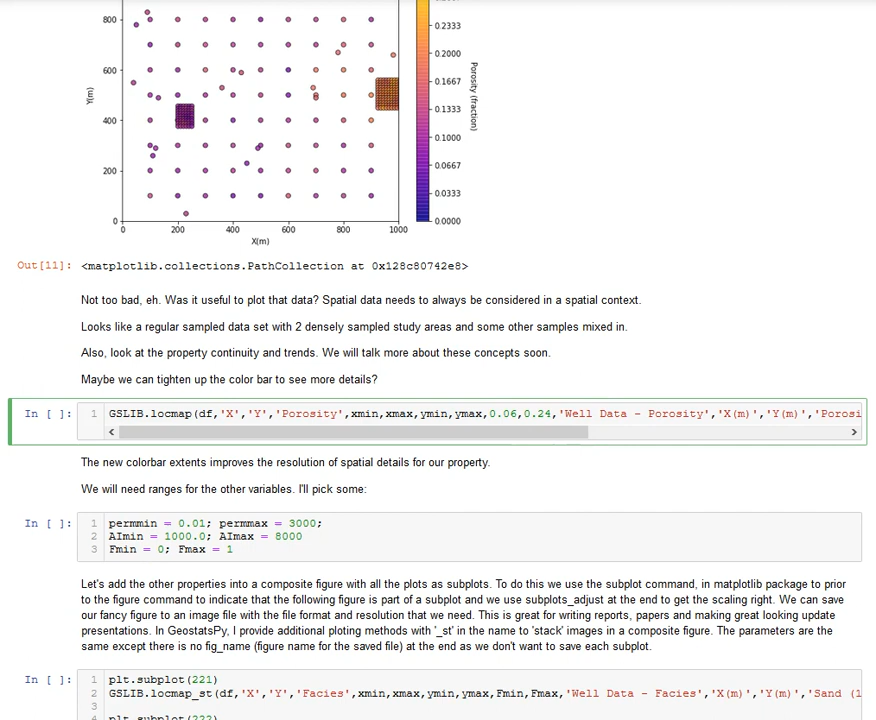 800
600
400
200
0
Y(m)
0
200
400
600
800
1000
X(m)
0.2333
0.2000
0.1667
0.1333
0.1000
0.0667
0.0333
0.0000
Porosity (fraction)
Out[11]: <matplotlib.collections.PathCollection at 0x128c80742e8>
Not too bad, eh. Was it useful to plot that data? Spatial data needs to always be considered in a spatial context.
Looks like a regular sampled data set with 2 densely sampled study areas and some other samples mixed in.
Also, look at the property continuity and trends. We will talk more about these concepts soon.
Maybe we can tighten up the color bar to see more details?
In [ ]: 1 GSLIB.locmap(df,'X','Y','Porosity',xmin,xmax,ymin,ymax,0.06,0.24,'Well Data - Porosity','X(m)','Y(m)','Porosi
The new colorbar extents improves the resolution of spatial details for our property.
We will need ranges for the other variables. I'll pick some:
In [ ]: 1 permmin = 0.01; permmax = 3000;
2 AImin = 1000.0; AImax = 8000
3 Fmin = 0; Fmax = 1
Let's add the other properties into a composite figure with all the plots as subplots. To do this we use the subplot command, in matplotlib package to prior
to the figure command to indicate that the following figure is part of a subplot and we use subplots_adjust at the end to get the scaling right. We can save
our fancy figure to an image file with the file format and resolution that we need. This is great for writing reports, papers and making great looking update
presentations. In GeostatsPy, I provide additional ploting methods with '_st' in the name to 'stack' images in a composite figure. The parameters are the
same except there is no fig_name (figure name for the saved file) at the end as we don't want to save each subplot.
In [ ]: 1 plt.subplot(221)
2 GSLIB.locmap_st(df,'X','Y','Facies',xmin,xmax,ymin,ymax,Fmin,Fmax,'Well Data - Facies','X(m)','Y(m)','Sand (1
3
4 plt.subplot(222)